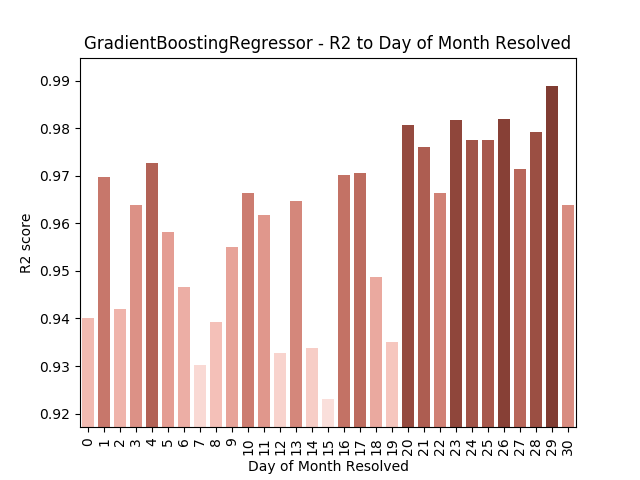 GradientBoostingRegressor - R2 to Day of Month Resolved
0.99
0.98
0.97
0.96
0.95
0.94
0.93
0.92
R2 score
0 1 2 3 4 5 6 7 8 9 10 11 12 13 14 15 16 17 18 19 20 21 22 23 24 25 26 27 28 29 30
Day of Month Resolved